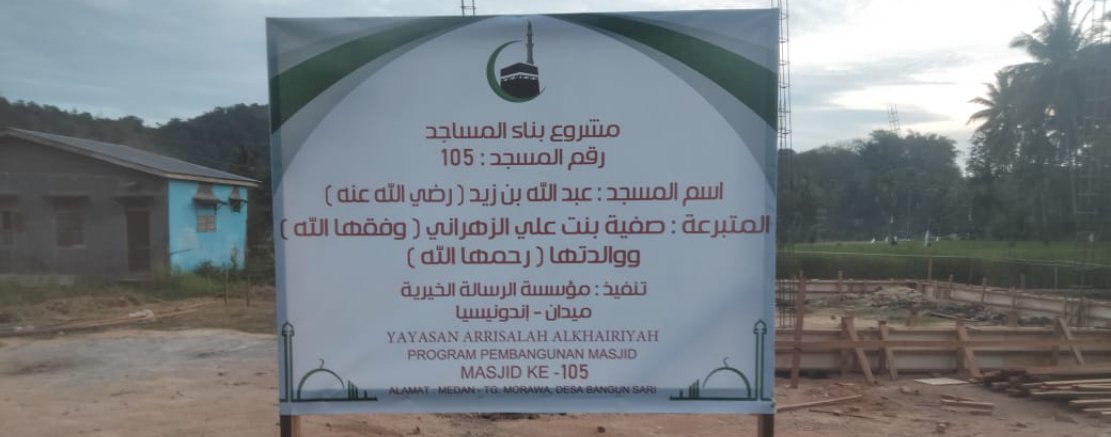 مشروع بناء المساجد
رقم المسجد : 105
اسم المسجد : عبد الله بن زيد ( رضي الله عنه )
المتبرعة : صفية بنت علي الزهراني ( وفقها الله )
ووالدتها ( رحمها الله )
تنفيذ : مؤسسة الرسالة الخيرية
ميدان - إندونيسيا
YAYASAN ARRISALAH ALKHAIRIYAH
PROGRAM PEMBANGUNAN MASJID
MASJID KE -105
ALAMAT : MEDAN - TG. MORAWA, DESA BANGUN SARI